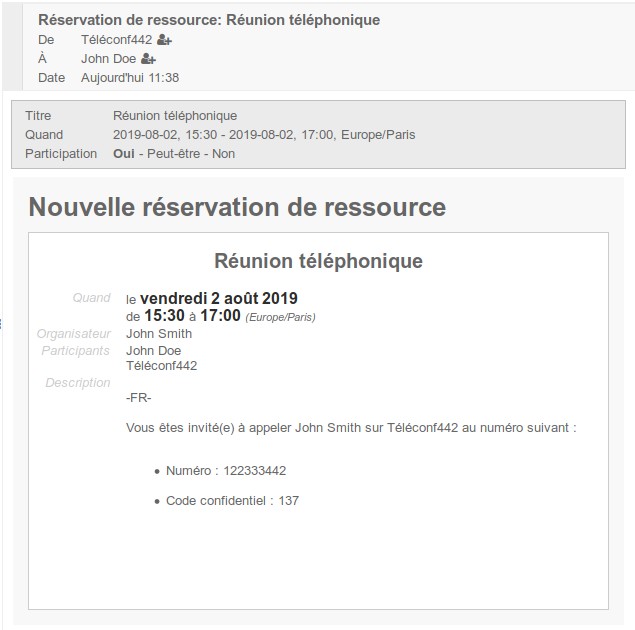 Réservation de ressource: Réunion téléphonique
De Téléconf442
À John Doe
Date Aujourd'hui 11:38
Titre Réunion téléphonique
Quand 2019-08-02, 15:30 - 2019-08-02, 17:00, Europe/Paris
Participation Oui - Peut-être - Non
Nouvelle réservation de ressource
Réunion téléphonique
Quand le vendredi 2 août 2019
de 15:30 à 17:00 (Europe/Paris)
Organisateur John Smith
Participants John Doe
Téléconf442
Description
-FR-
Vous êtes invité(e) à appeler John Smith sur Téléconf442 au numéro suivant :
• Numéro : 122333442
• Code confidentiel : 137